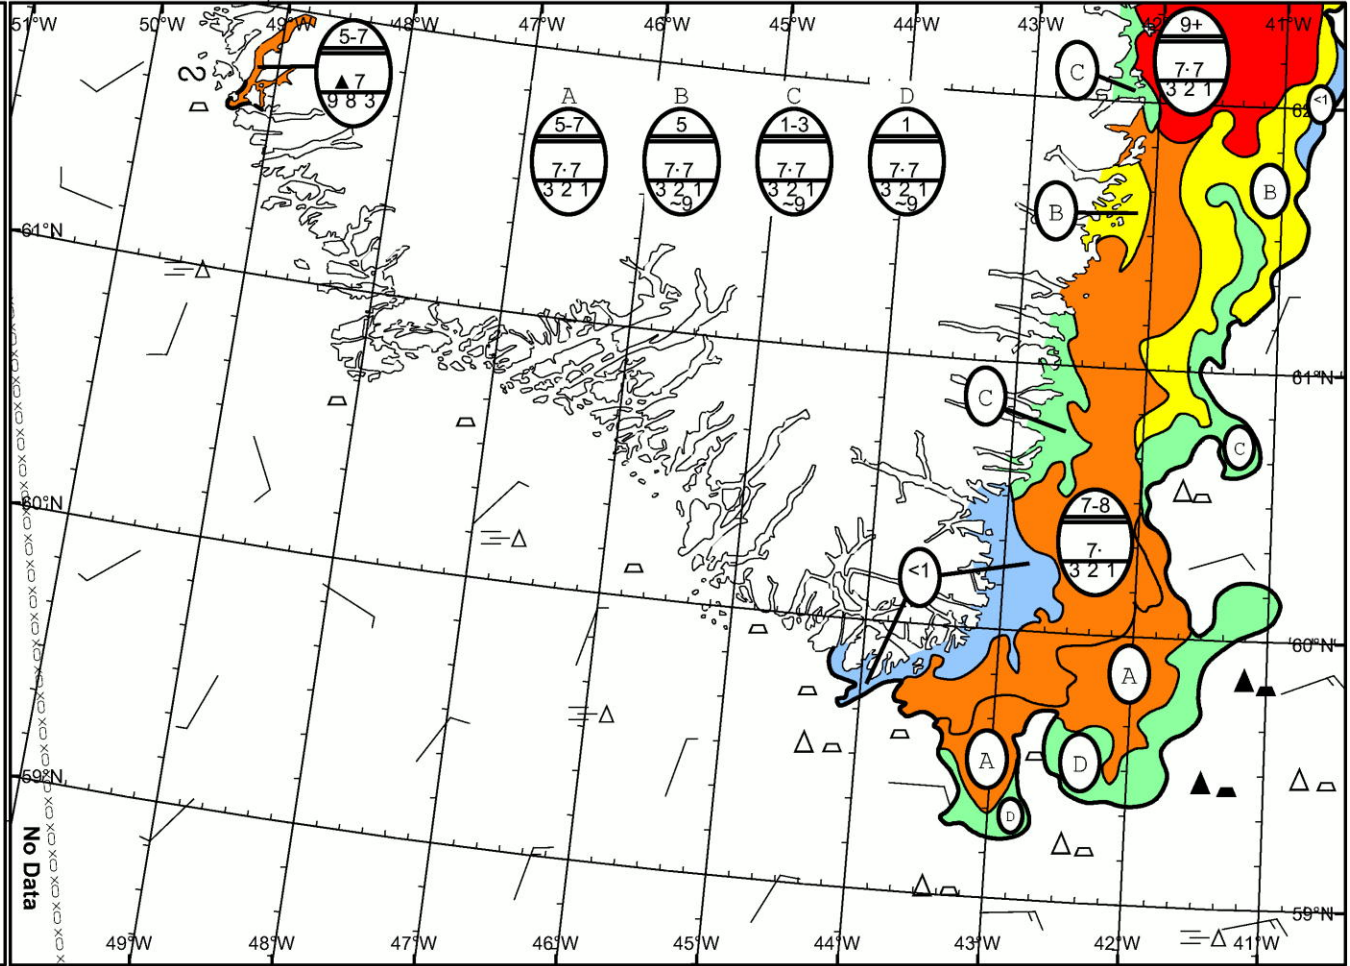 51°W 50°W 49°W 48°W 47°W 46°W 45°W 44°W 43°W 42° 41°W
5-7
▲ 7
9 8 3
C
9+
7·7
3 2 1
<1
62°
A B C D
5-7 5 1-3 1
7·7 7·7 7·7 7·7
3 2 1 3 2 1 3 2 1 3 2 1
~9 ~9 ~9
B
B
61°N
61°N
C
C
60°N
7-8
7·
3 2 1
<1
60°N
A
A
D
D
59°N
59°N
No Data
49°W 48°W 47°W 46°W 45°W 44°W 43°W 42°W 41°W